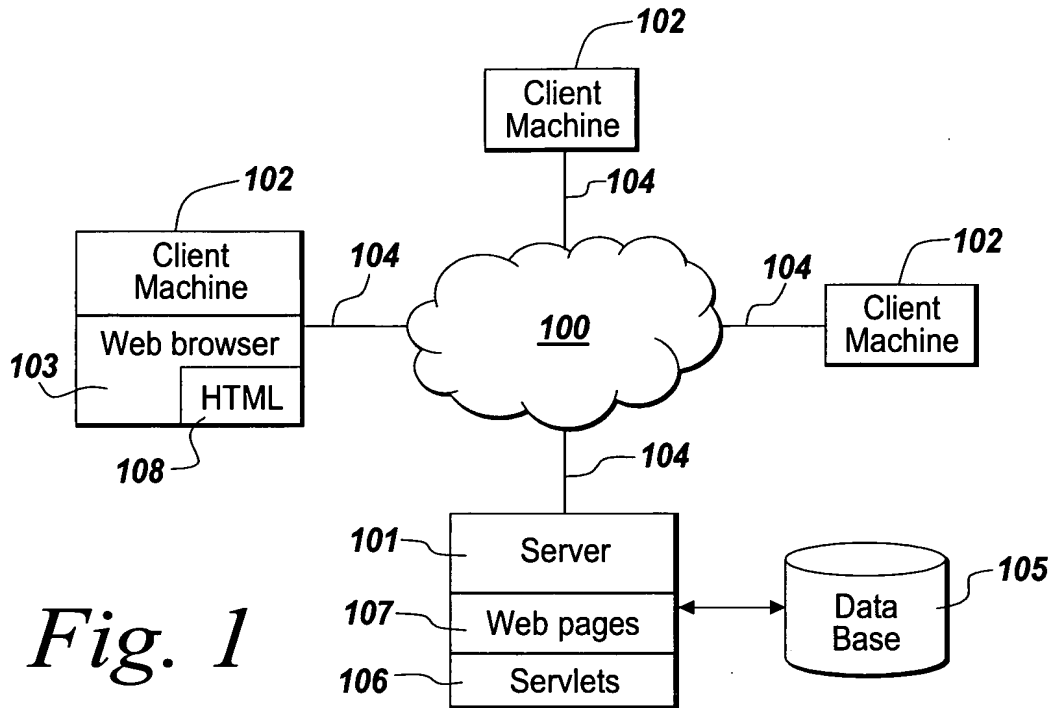 102
Client
Machine
104
102
Client
Machine
104
Web browser
103
HTML
108
100
104
102
Client
Machine
104
101
Server
107
Web pages
106
Servlets
105
Data
Base
Fig. 1